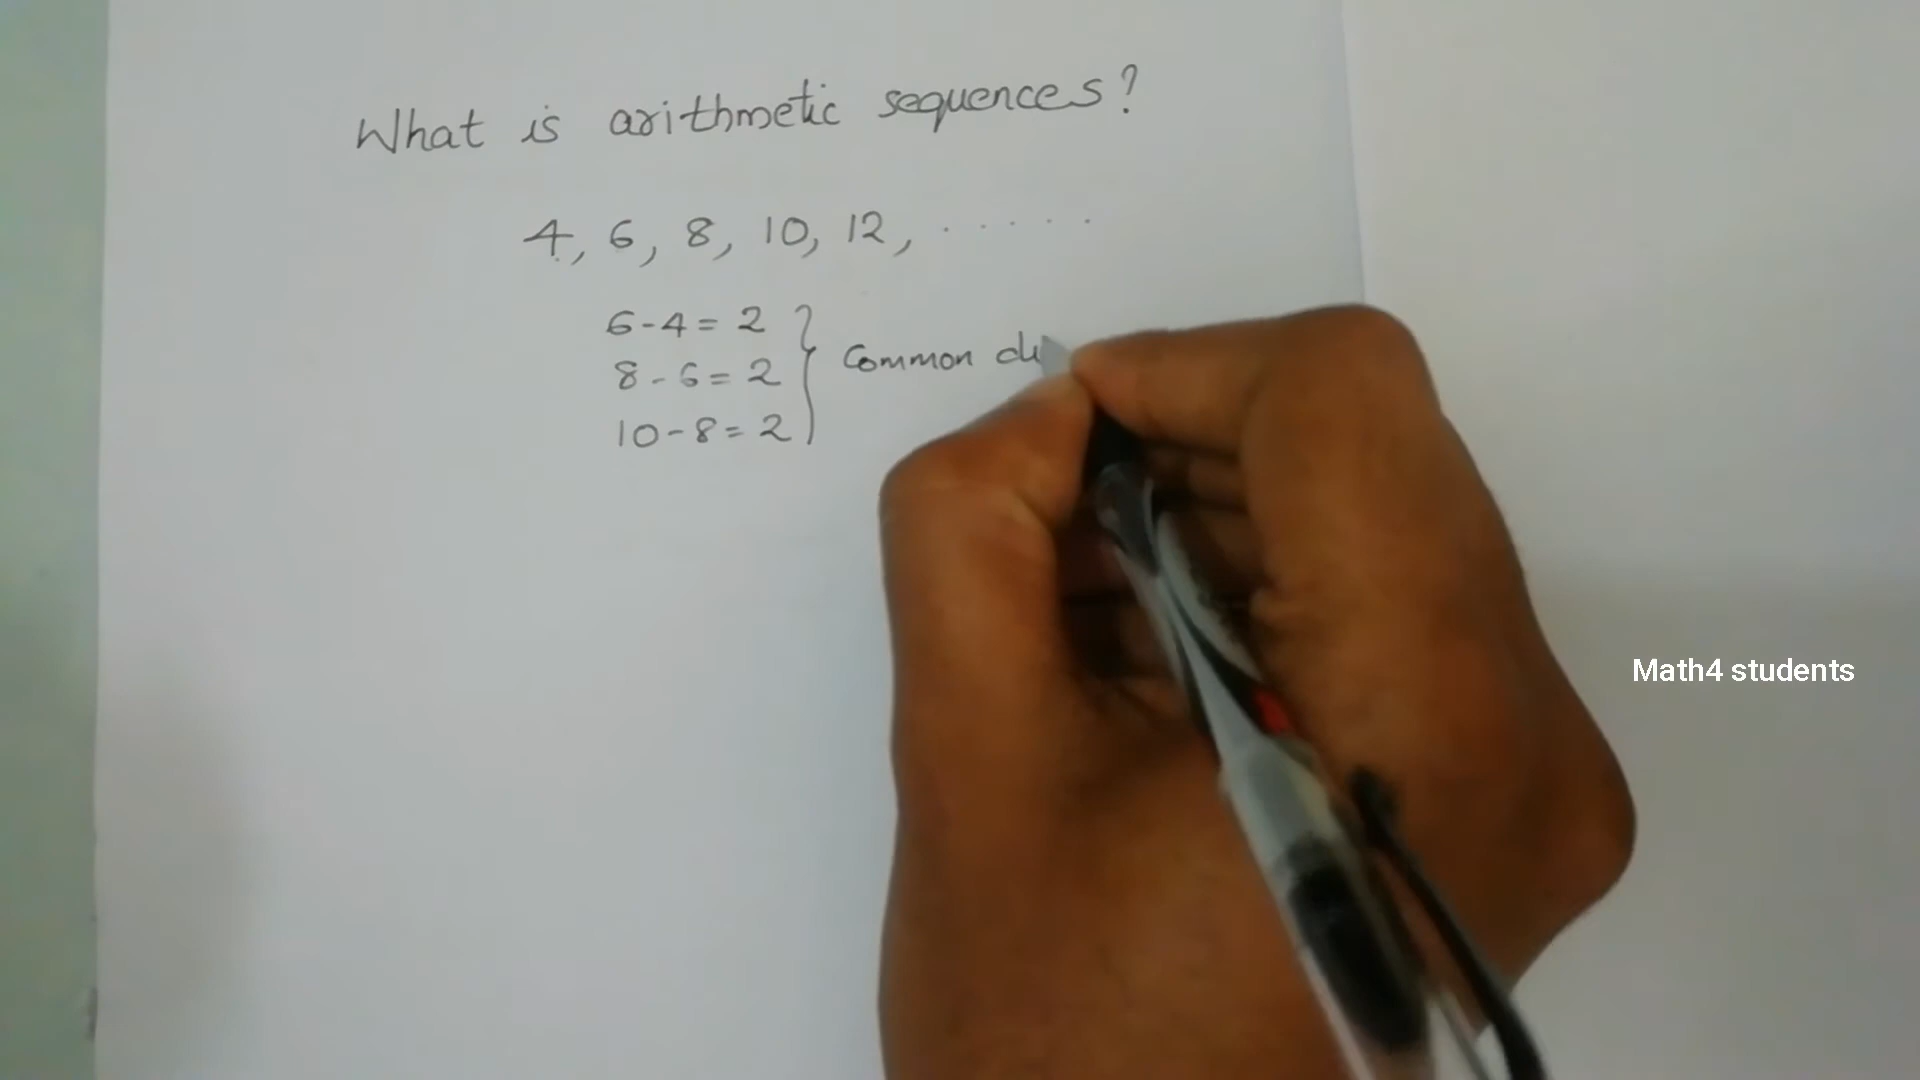 What is arithmetic sequences?
4, 6, 8, 10, 12, . . . . .
6-4= 2
8-6= 2
10-8= 2
Common
Math4 students